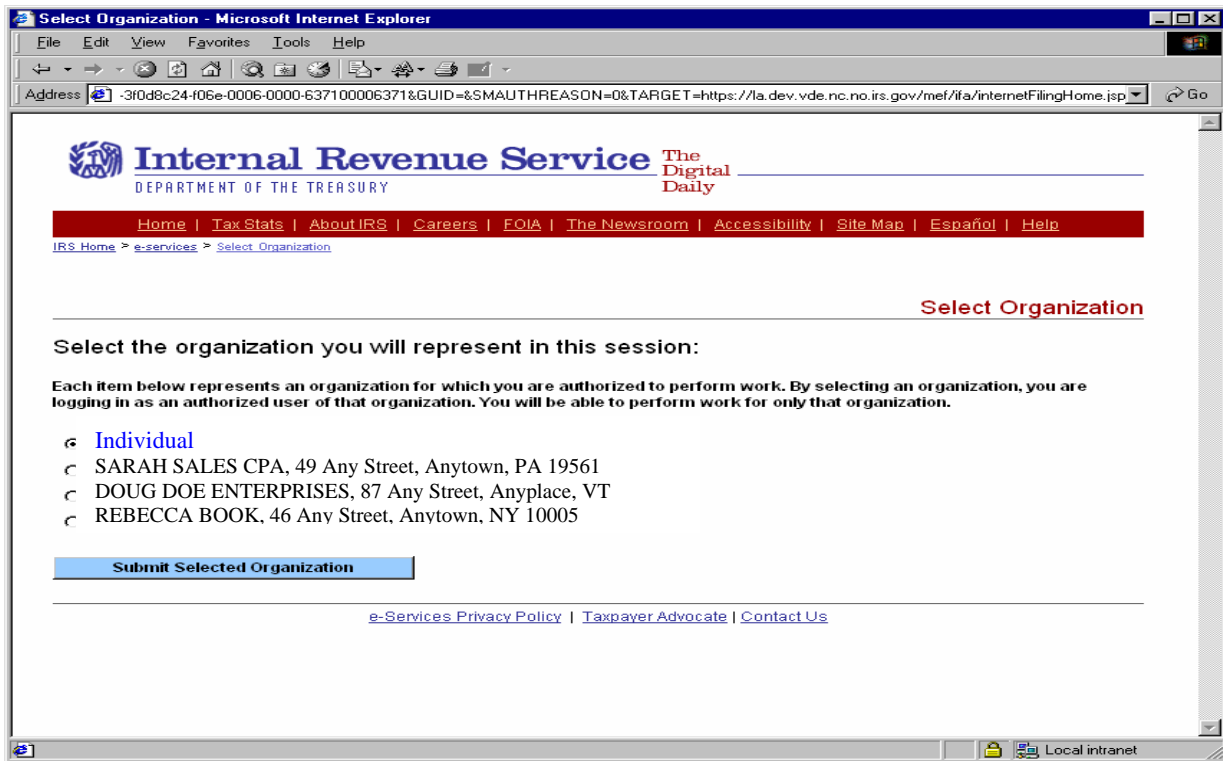 Select Organization - Microsoft Internet Explorer
File Edit View Favorites Tools Help
Address -3f0d8c24-f06e-0006-0000-637100006371&GUID=&SMAUTHREASON=0&TARGET=https://la.dev.vde.nc.no.irs.gov/mef/ifa/internetFilingHome.jsp Go
Internal Revenue Service The
Digital
DEPARTMENT OF THE TREASURY Daily
Home | Tax Stats | About IRS | Careers | FOIA | The Newsroom | Accessibility | Site Map | Español | Help
IRS Home > e-services > Select Organization
Select Organization
Select the organization you will represent in this session:
Each item below represents an organization for which you are authorized to perform work. By selecting an organization, you are
logging in as an authorized user of that organization. You will be able to perform work for only that organization.
Individual
SARAH SALES CPA, 49 Any Street, Anytown, PA 19561
DOUG DOE ENTERPRISES, 87 Any Street, Anyplace, VT
REBECCA BOOK, 46 Any Street, Anytown, NY 10005
Submit Selected Organization
e-Services Privacy Policy | Taxpayer Advocate | Contact Us
Local intranet